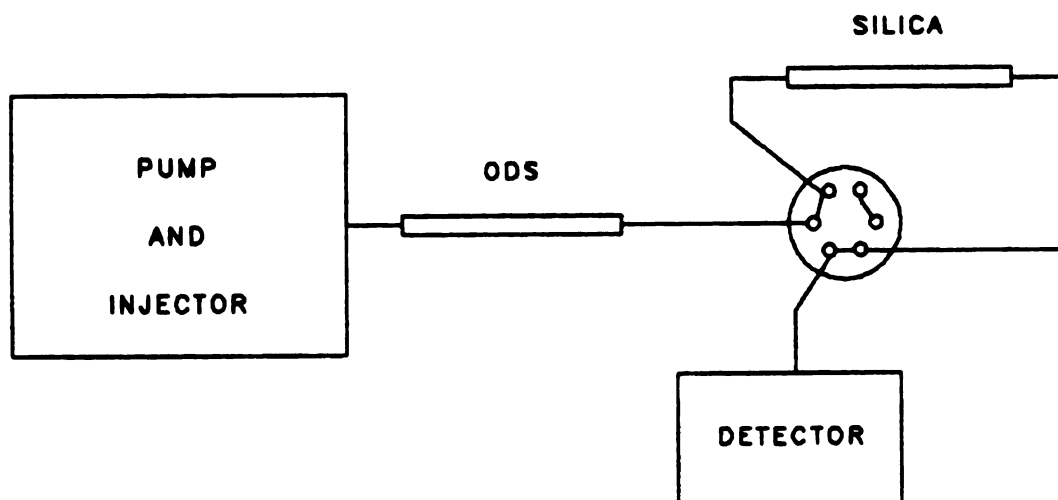 SILICA
ODS
PUMP
AND
INJECTOR
DETECTOR